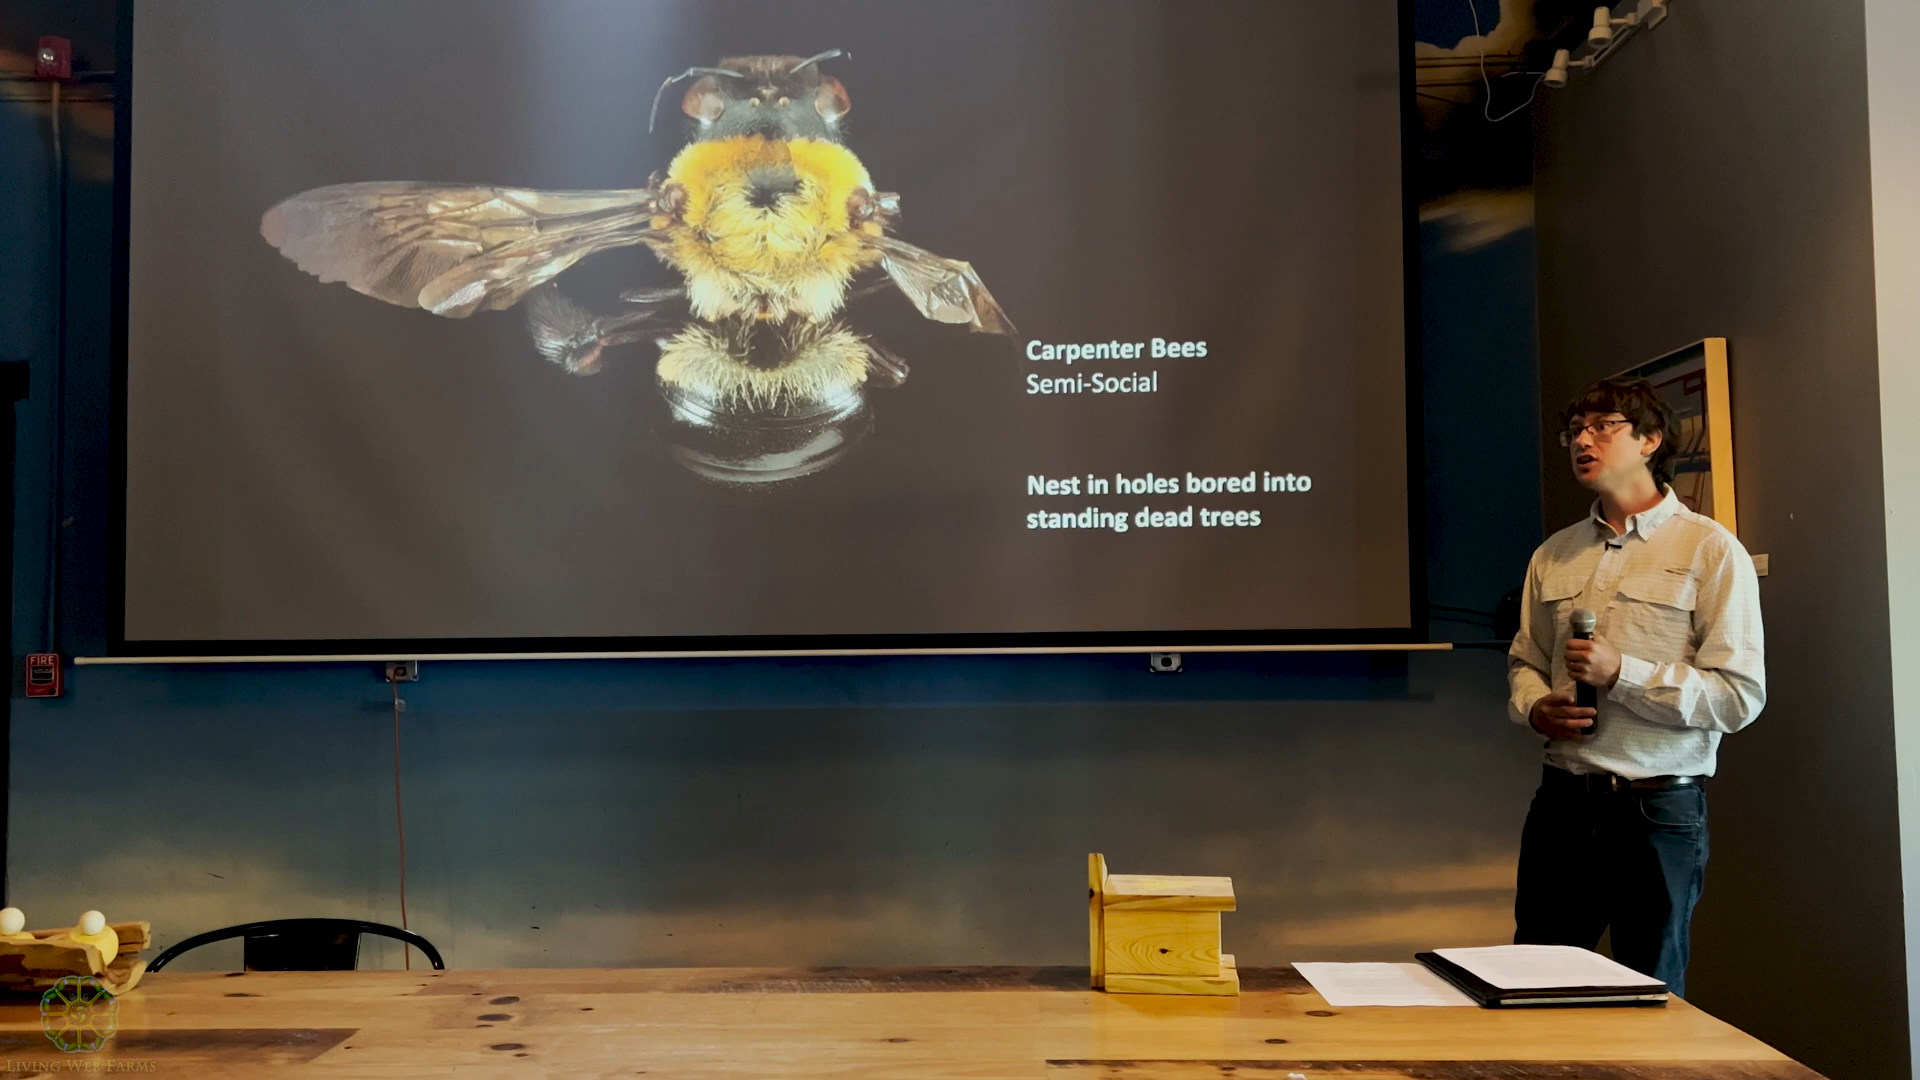 Carpenter Bees
Semi-Social
Nest in holes bored into
standing dead trees
FIRE
LIVING WEB FARMS